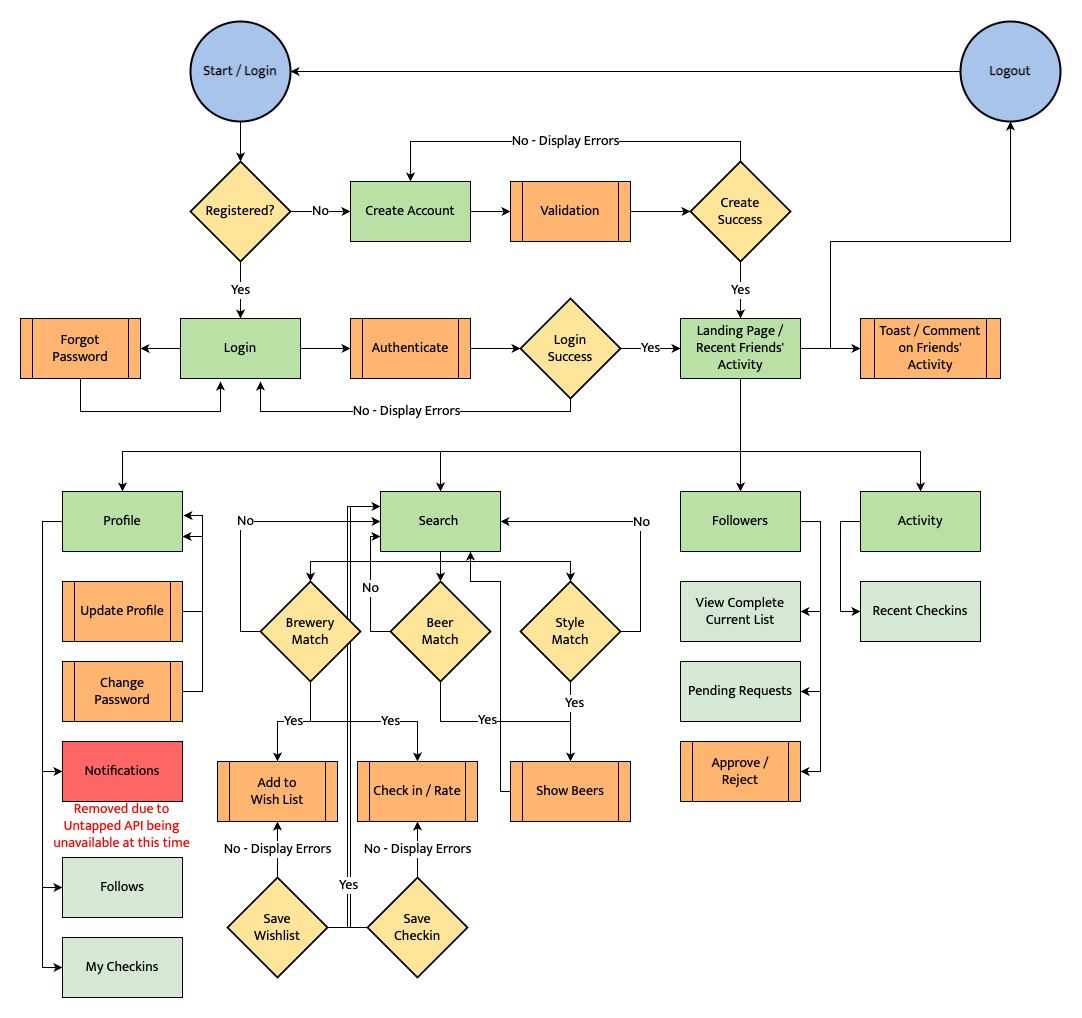 Start / Login
Logout
No - Display Errors
Registered?
No
Create Account
Validation
Create
Success
Yes
Yes
Forgot
Password
Login
Authenticate
Login
Success
Yes
Landing Page /
Recent Friends'
Activity
Toast / Comment
on Friends'
Activity
No - Display Errors
Profile
No
Search
No
Followers
Activity
Update Profile
No
Brewery
Match
Beer
Match
Style
Match
View Complete
Current List
Recent Checkins
Change
Password
Pending Requests
Yes
Yes
Yes
Yes
Notifications
Removed due to
Untapped API being
unavailable at this time
Add to
Wish List
Check in / Rate
Show Beers
Approve /
Reject
No - Display Errors
No - Display Errors
Follows
Yes
Save
Wishlist
Save
Checkin
My Checkins